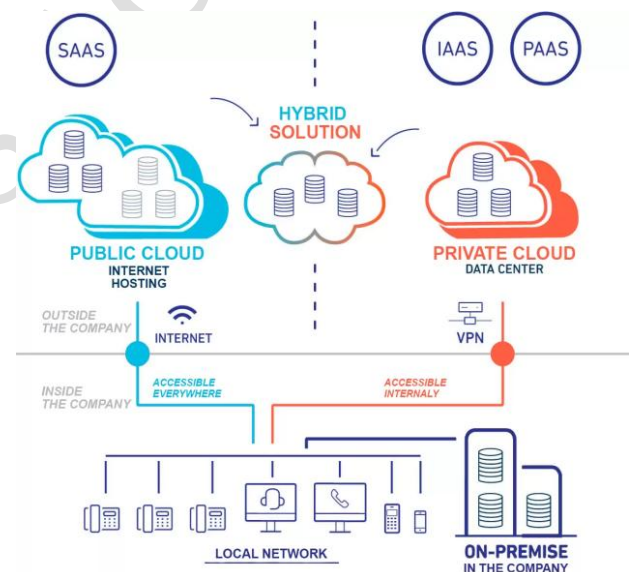 SAAS
IAAS
PAAS
HYBRID
SOLUTION
PUBLIC CLOUD
INTERNET
HOSTING
PRIVATE CLOUD
DATA CENTER
OUTSIDE
THE COMPANY
INTERNET
VPN
INSIDE
THE COMPANY
ACCESSIBLE
EVERYWHERE
ACCESSIBLE
INTERNALY
LOCAL NETWORK
ON-PREMISE
IN THE COMPANY